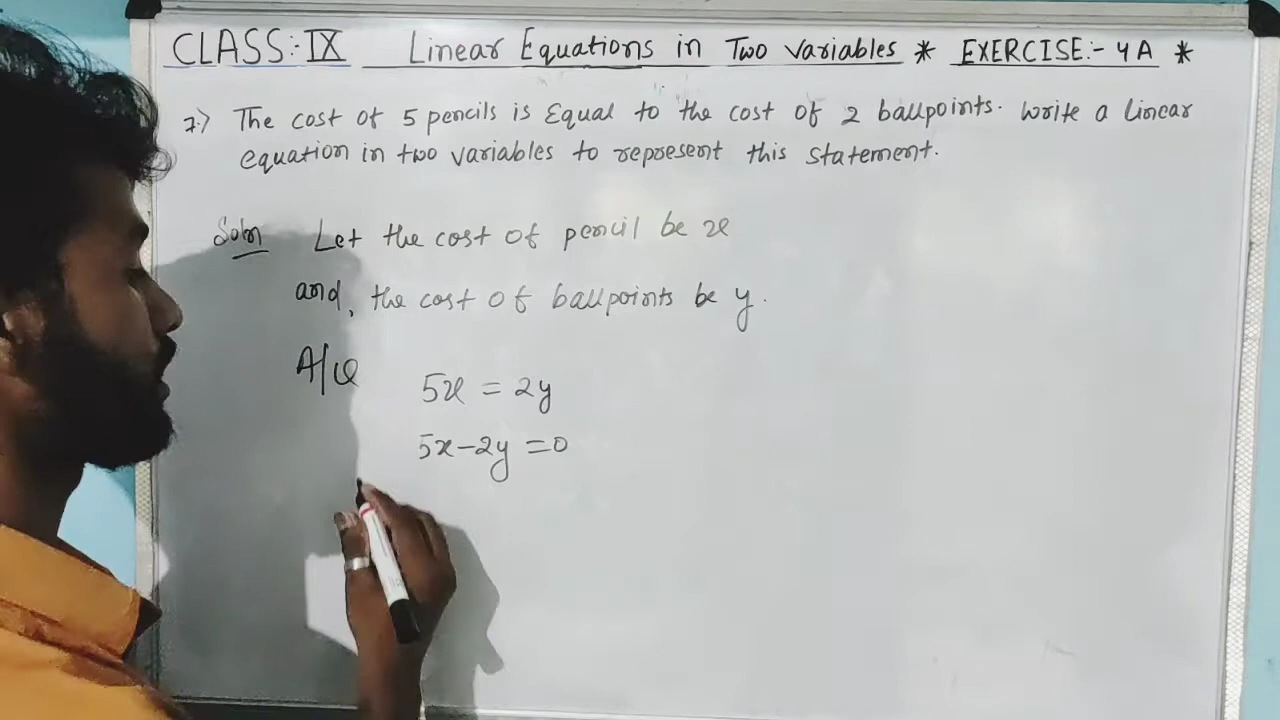 CLASS:-IX Linear Equations in Two Variables * EXERCISE:- 4A *
7.) The cost of 5 pencils is Equal to the cost of 2 ballpoints. Write a linear
equation in two variables to represent this statement.
Soln Let the cost of pencil be x
and, the cost of ballpoints be y.
A/Q 5x = 2y
5x-2y=0